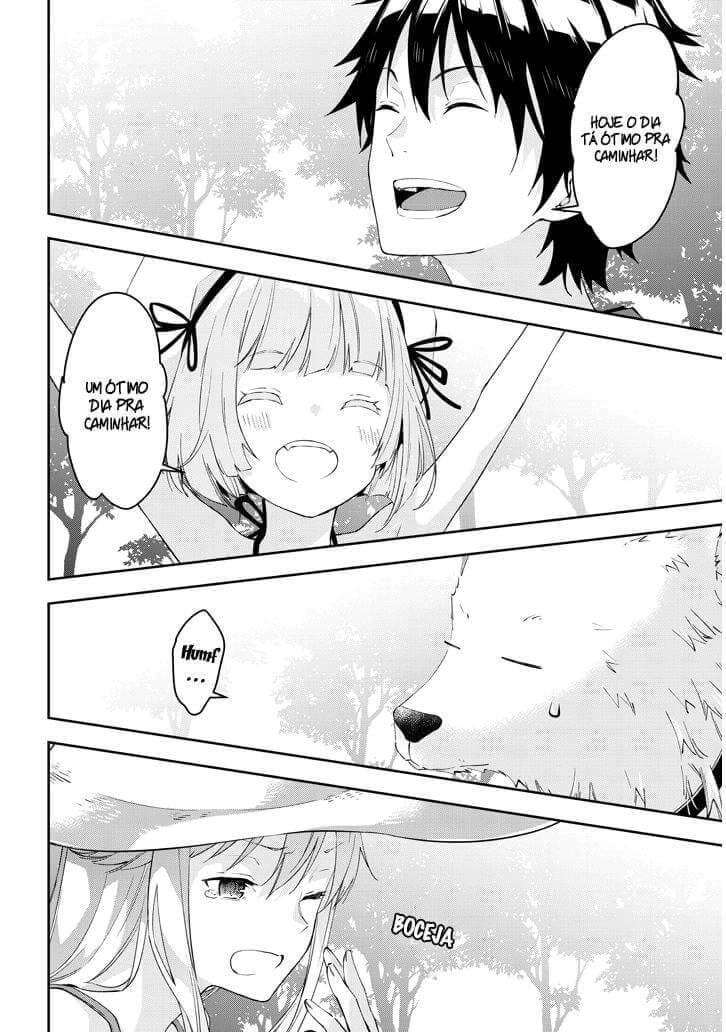 HOJE O DIA
TÁ ÓTIMO PRA
CAMINHAR!
UM ÓTIMO
DIA PRA
CAMINHAR!
Humf
...
BOCEJA